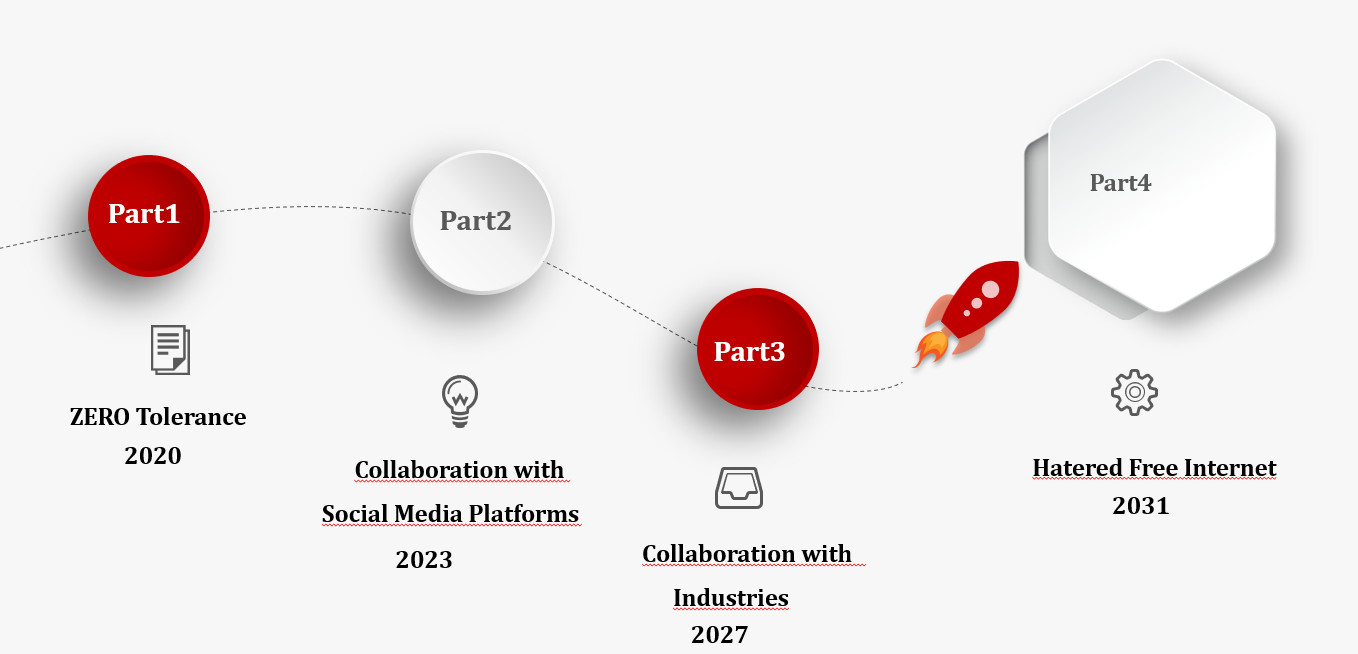 Part1
ZERO Tolerance
2020
Part2
Collaboration with
Social Media Platforms
2023
Part3
Collaboration with
Industries
2027
Part4
Hatered Free Internet
2031